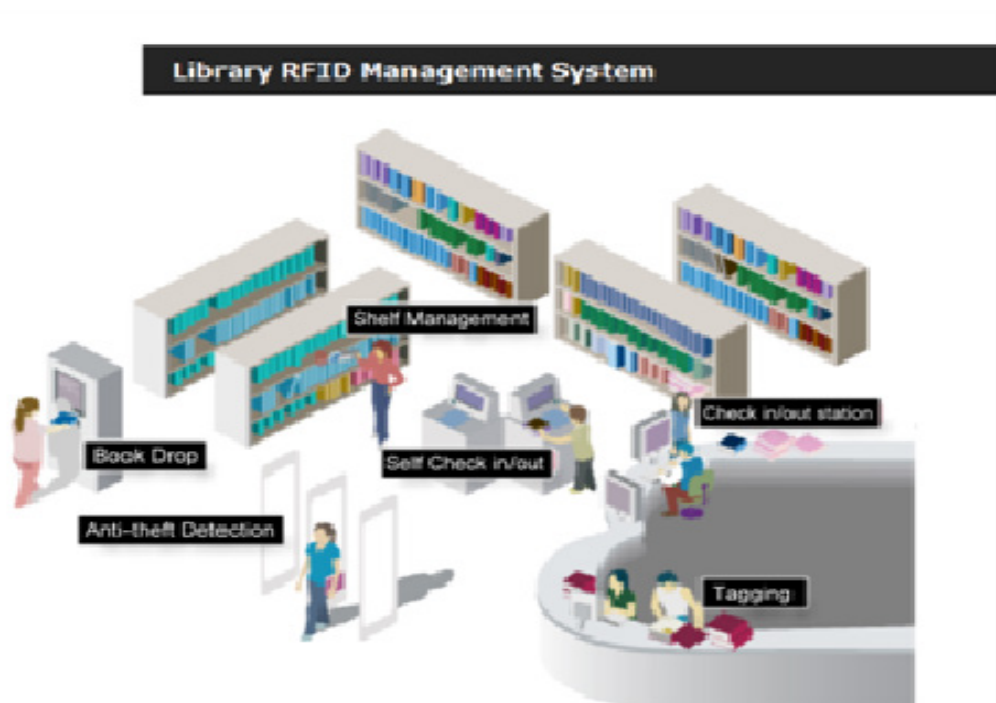 Library RFID Management System
Shelf Management
Check in/out station
Book Drop
Self Check in/out
Anti-theft Detection
Tagging